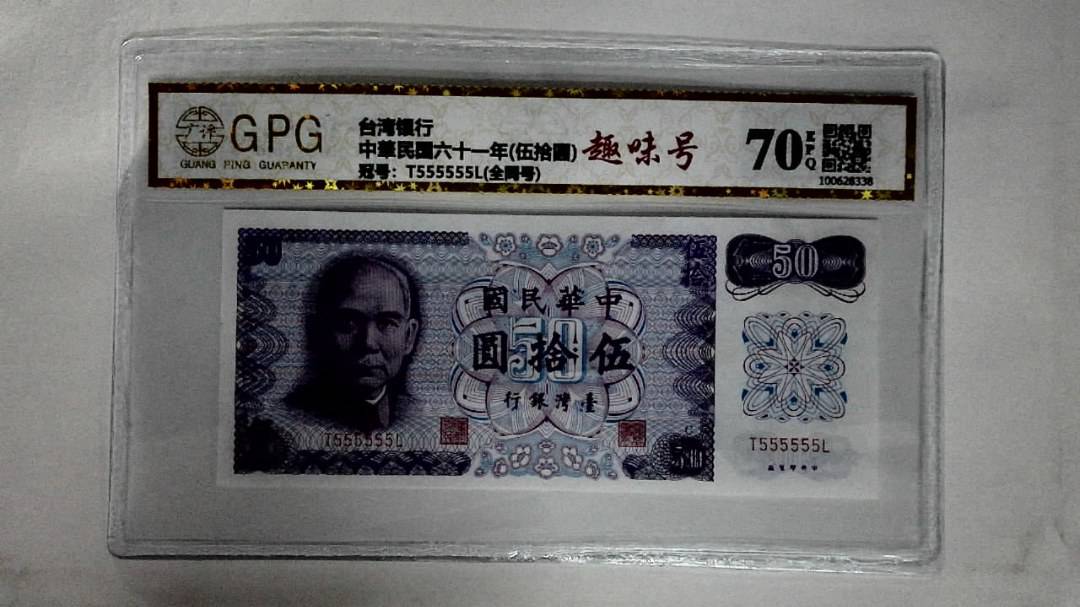 GPG
GUANG PING GUARANTY
台湾银行
中華民國六十一年(伍拾圓)
冠号：T555555L(全同号)
趣味号
70
EPQ
100628338
50
50
國民華中
50
圓拾伍
行銀灣臺
T555555L
C
T555555L
50